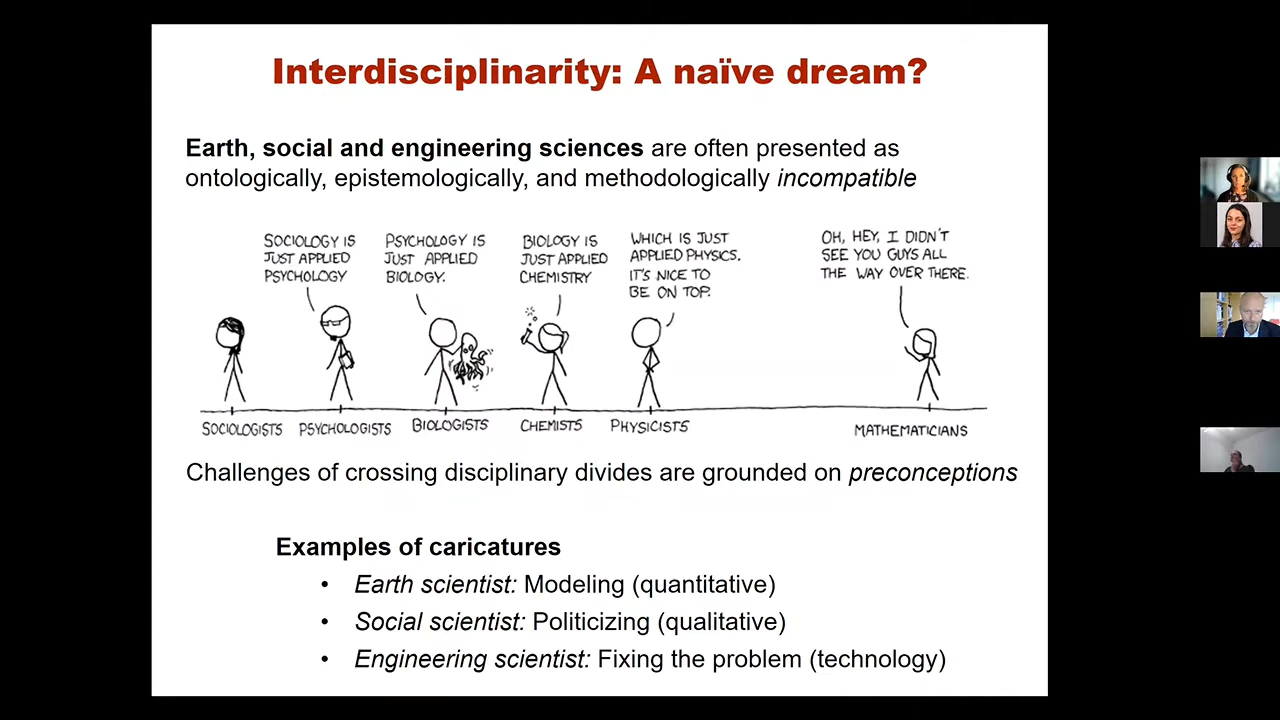 Interdisciplinarity: A naïve dream?
Earth, social and engineering sciences are often presented as
ontologically, epistemologically, and methodologically incompatible
SOCIOLOGY IS
JUST APPLIED
PSYCHOLOGY
PSYCHOLOGY IS
JUST APPLIED
BIOLOGY.
BIOLOGY IS
JUST APPLIED
CHEMISTRY
WHICH IS JUST
APPLIED PHYSICS.
IT'S NICE TO
BE ON TOP.
OH, HEY, I DIDN'T
SEE YOU GUYS ALL
THE WAY OVER THERE.
SOCIOLOGISTS
PSYCHOLOGISTS
BIOLOGISTS
CHEMISTS
PHYSICISTS
MATHEMATICIANS
Challenges of crossing disciplinary divides are grounded on preconceptions
Examples of caricatures
• Earth scientist: Modeling (quantitative)
• Social scientist: Politicizing (qualitative)
• Engineering scientist: Fixing the problem (technology)